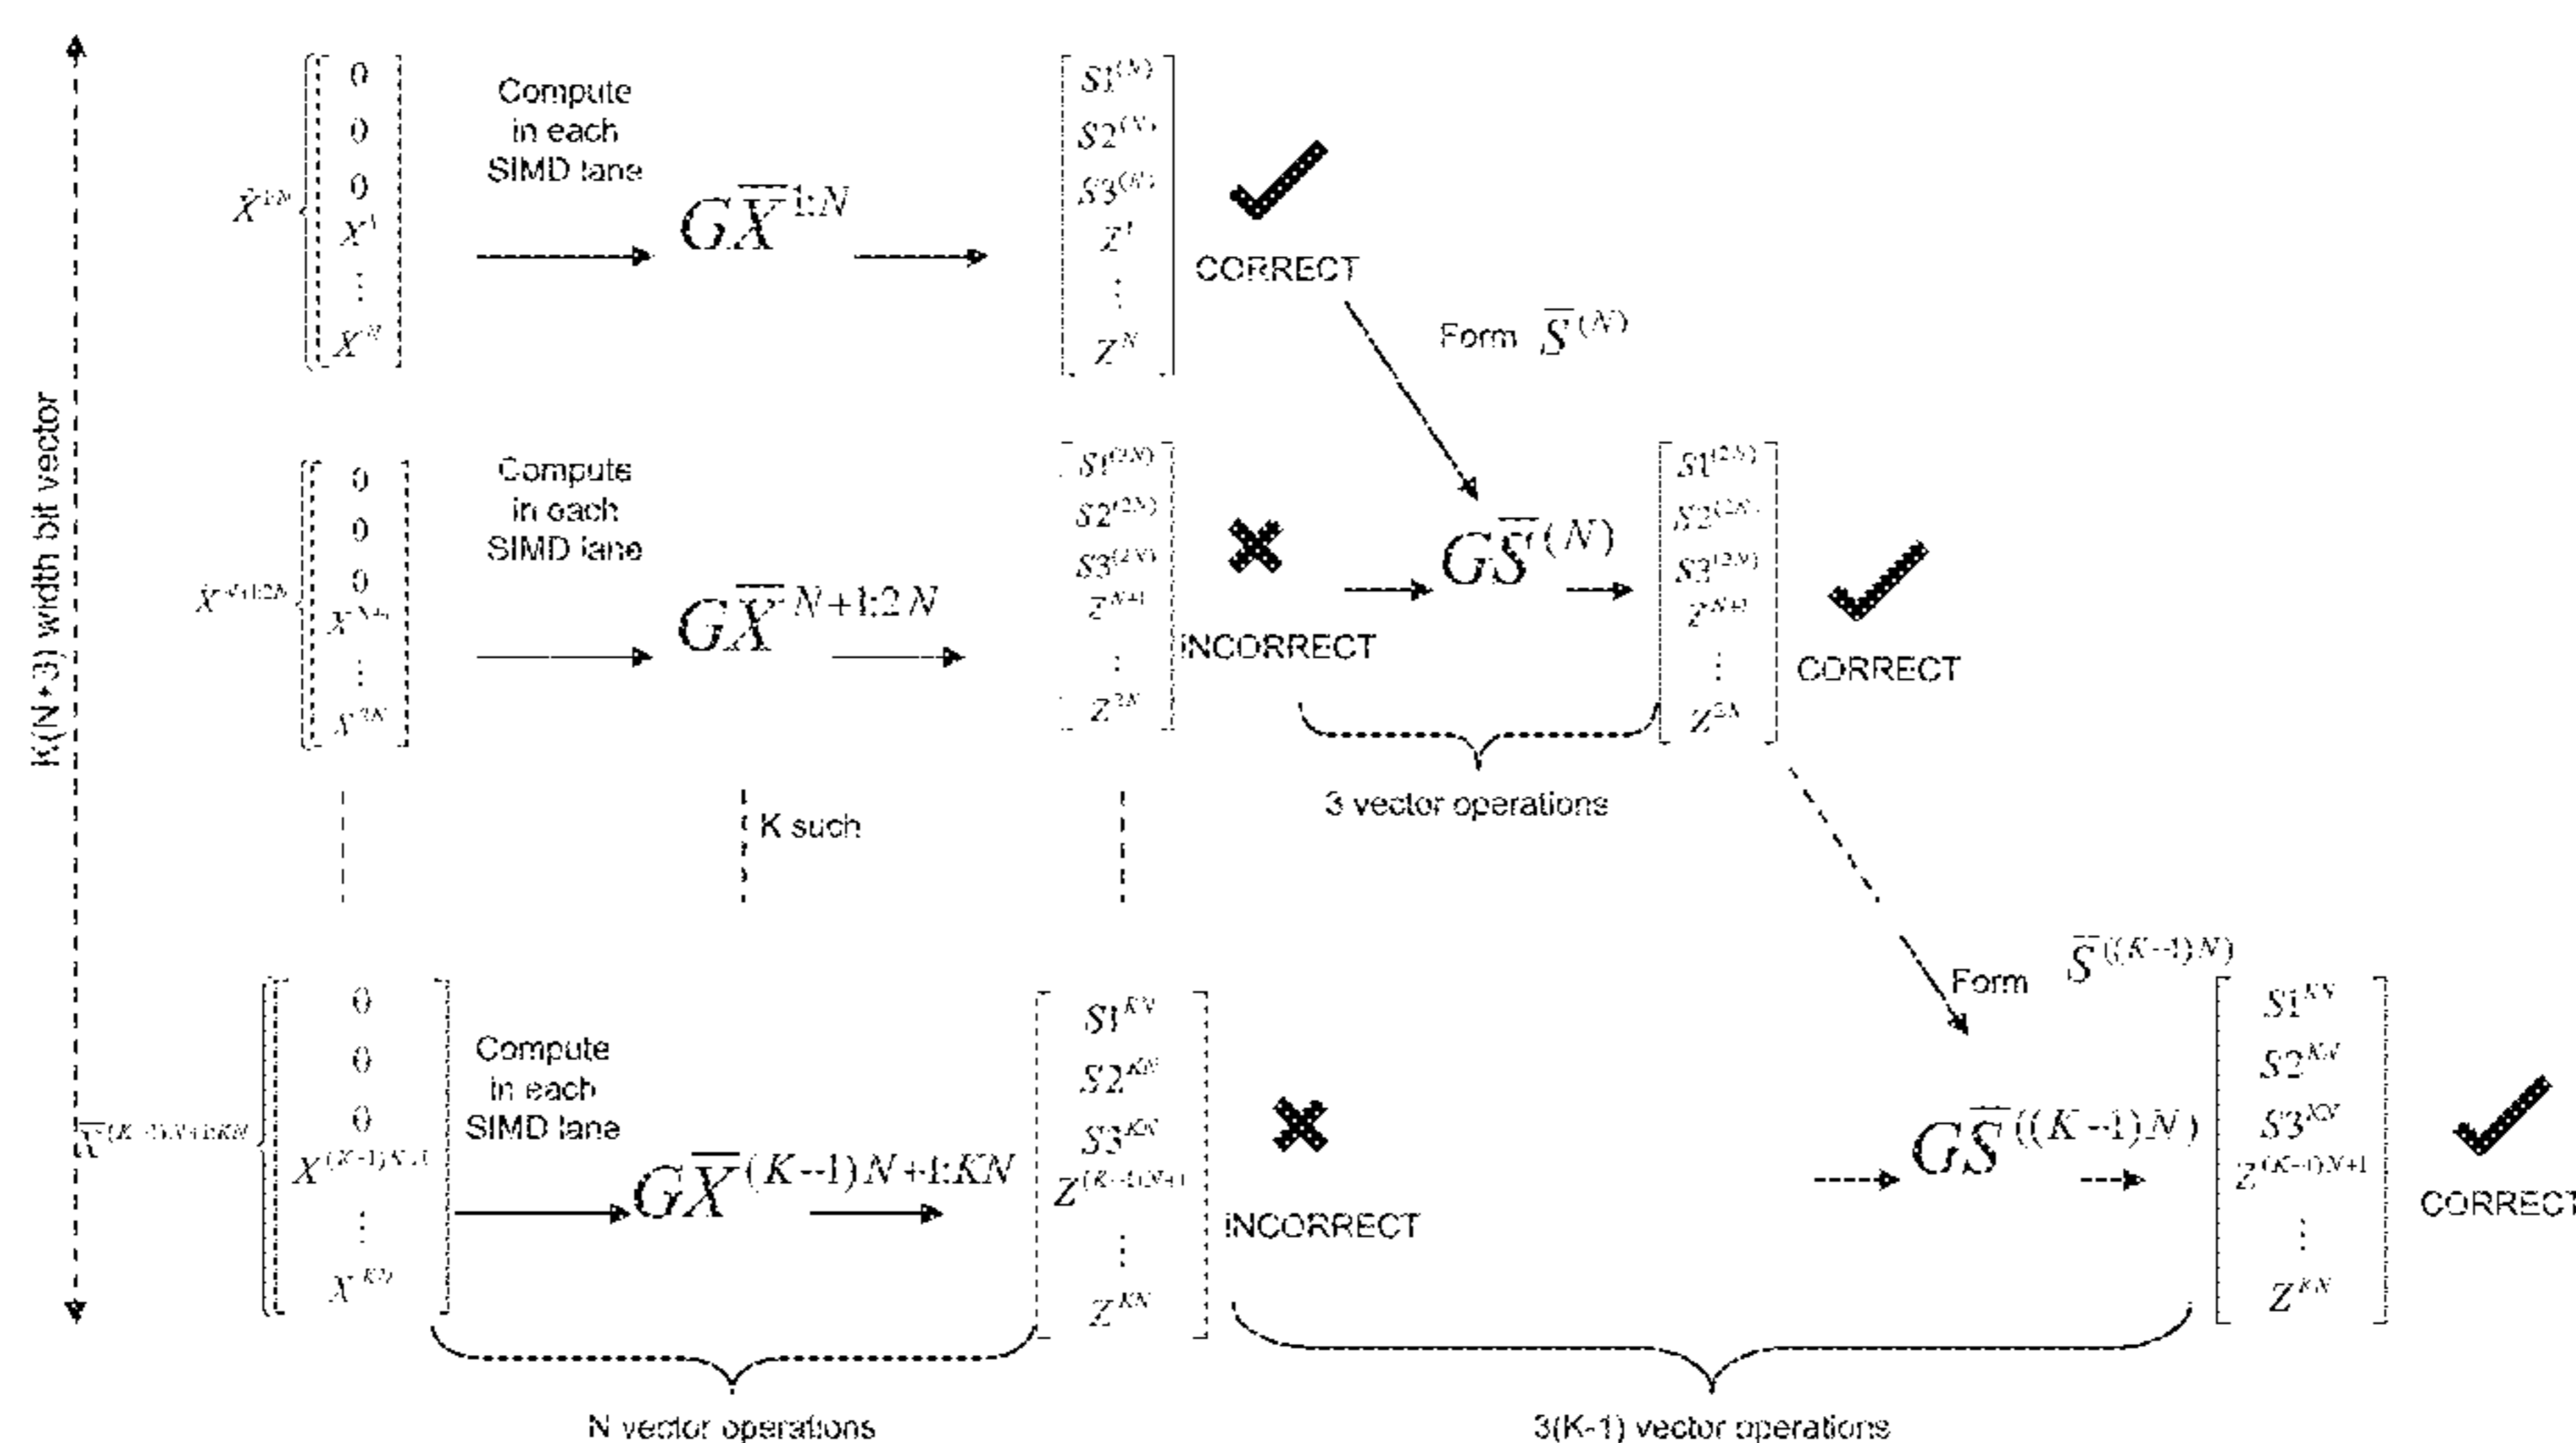 K(N+3) width bit vector
0
0
0
X¹
⋮
X^N
Compute
in each
SIMD lane
GX̅^{1:N}
S1^{(N)}
S2^{(N)}
S3^{(N)}
Z¹
⋮
Z^N
CORRECT
Form S̅^{(N)}
0
0
0
X^{N+1}
⋮
X^{2N}
Compute
in each
SIMD lane
GX̅^{N+1:2N}
S1^{(2N)}
S2^{(2N)}
S3^{(2N)}
Z^{N+1}
⋮
Z^{2N}
INCORRECT
GS̅^{(N)}
S1^{(2N)}
S2^{(2N)}
S3^{(2N)}
Z^{N+1}
⋮
Z^{2N}
CORRECT
3 vector operations
K such
X̅^{(K-1)N+1:KN}
0
0
0
X^{(K-1)N+1}
⋮
X^{KN}
Compute
in each
SIMD lane
GX̅^{(K-1)N+1:KN}
S1^{KN}
S2^{KN}
S3^{KN}
Z^{(K-1)N+1}
⋮
Z^{KN}
INCORRECT
Form S̅^{((K-1)N)}
GS̅^{((K-1)N)}
S1^{KN}
S2^{KN}
S3^{KN}
Z^{(K-1)N+1}
⋮
Z^{KN}
CORRECT
N vector operations
3(K-1) vector operations